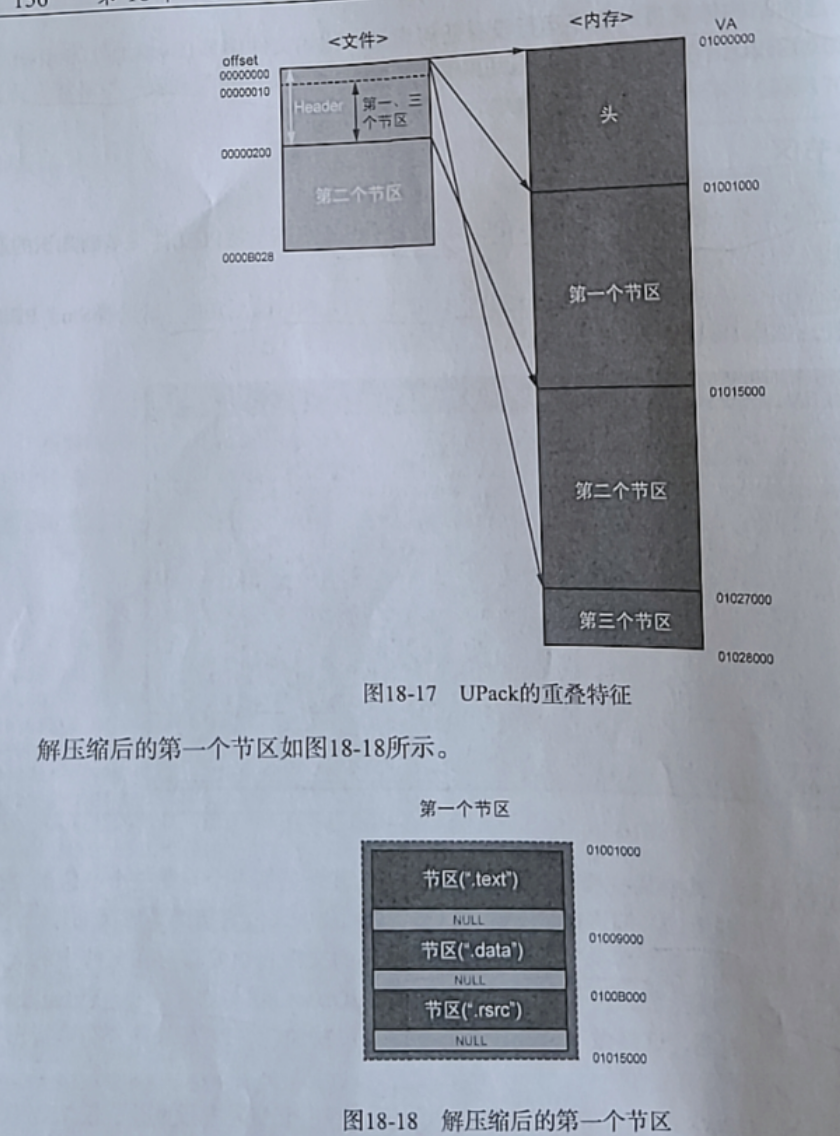 <文件>
<内存>
offset
00000000
00000010
00000200
0000B028
Header
第一、三
个节区
第二个节区
VA
01000000
头
01001000
第一个节区
01015000
第二个节区
01027000
第三个节区
01028000
图18-17 UPack的重叠特征
解压缩后的第一个节区如图18-18所示。
第一个节区
01001000
节区(".text")
NULL
01009000
节区(".data")
NULL
0100B000
节区(".rsrc")
NULL
01015000
图18-18 解压缩后的第一个节区